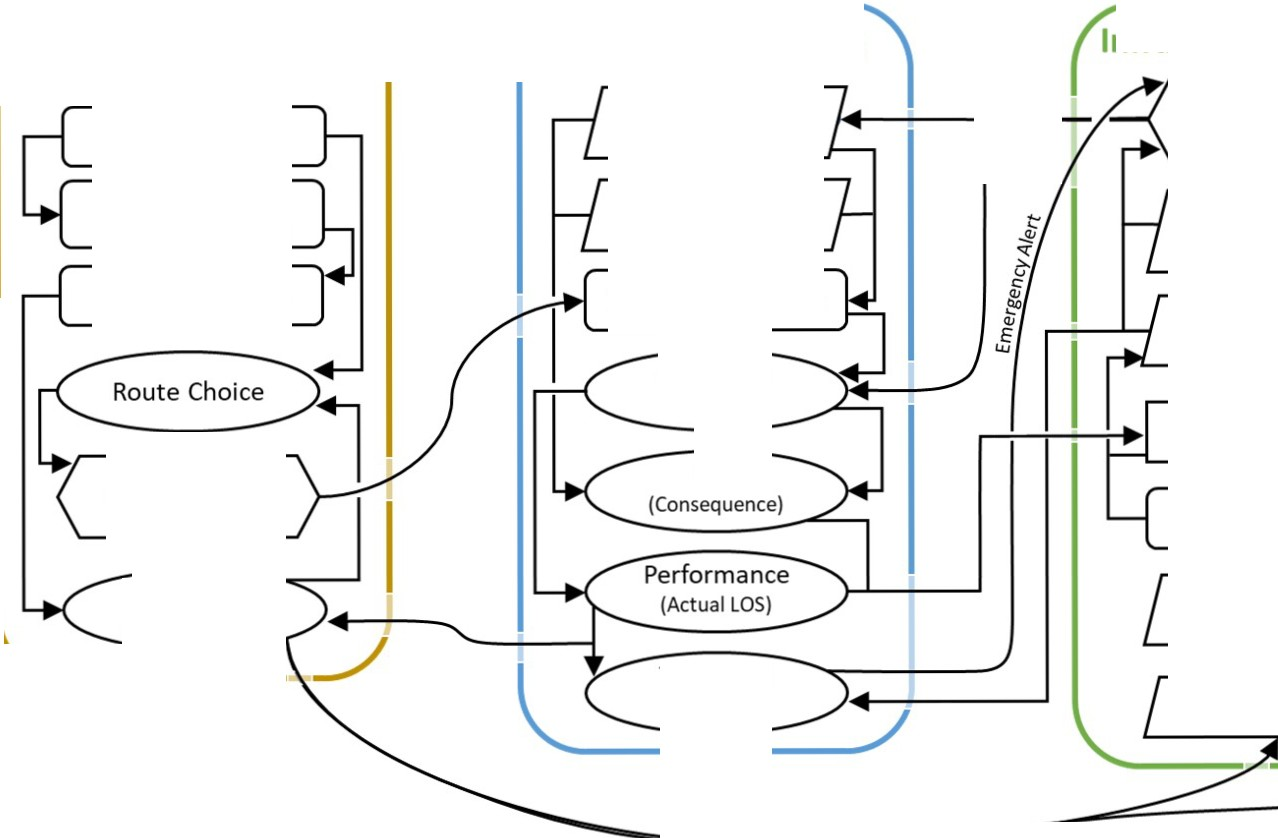 Route Choice
(Consequence)
Performance
(Actual LOS)
Emergency Alert